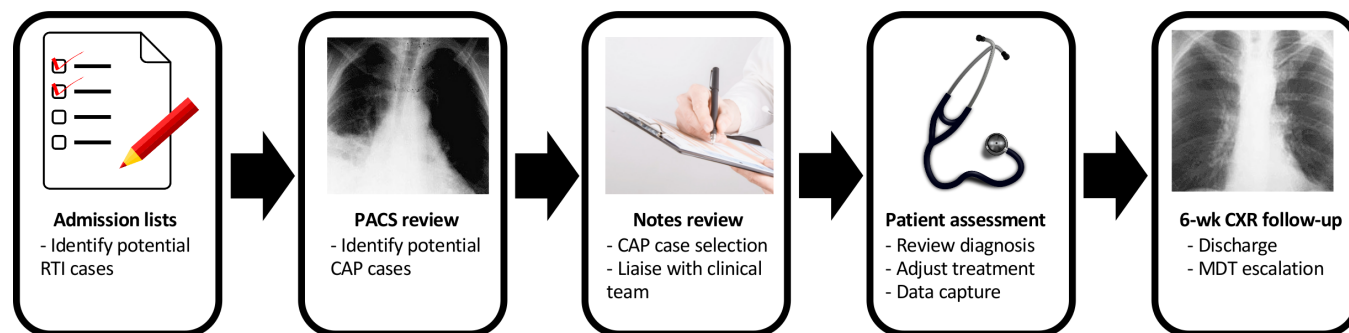 Admission lists
- Identify potential
RTI cases
PACS review
- Identify potential
CAP cases
Notes review
- CAP case selection
- Liaise with clinical
team
Patient assessment
- Review diagnosis
- Adjust treatment
- Data capture
6-wk CXR follow-up
- Discharge
- MDT escalation